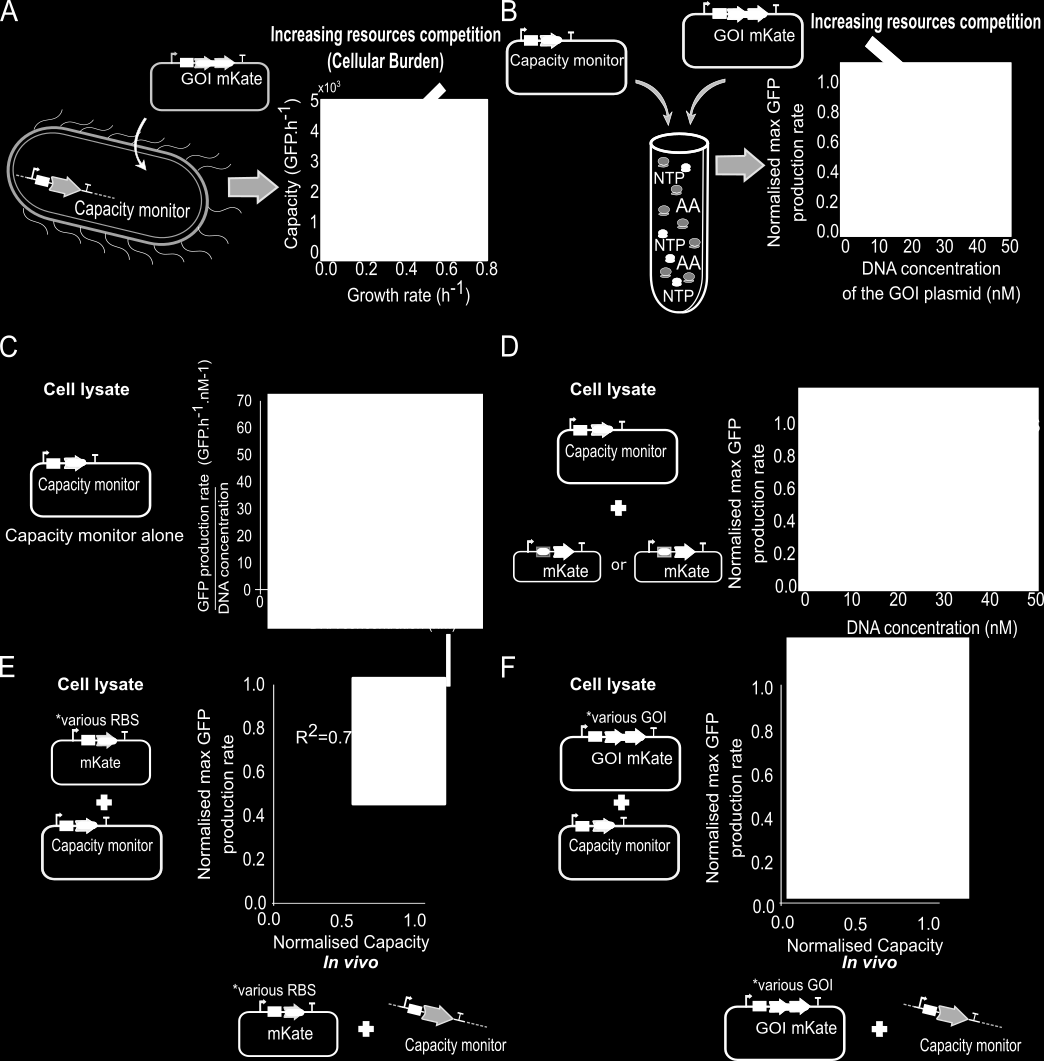 A
Increasing resources competition
(Cellular Burden)
GOI mKate
Capacity monitor
Capacity (GFP.h-1)
x10³
5
4
3
2
1
0
0.0 0.2 0.4 0.6 0.8
Growth rate (h-1)
B
Capacity monitor
GOI mKate
Increasing resources competition
NTP
AA
NTP
AA
NTP
Normalised max GFP
production rate
1.0
0.8
0.6
0.4
0.2
0.0
0 10 20 30 40 50
DNA concentration
of the GOI plasmid (nM)
C
Cell lysate
Capacity monitor
Capacity monitor alone
GFP production rate (GFP.h-1.nM-1)
DNA concentration
70
60
50
40
30
20
10
0
0
D
Cell lysate
Capacity monitor
mKate or mKate
Normalised max GFP
production rate
1.0
0.8
0.6
0.4
0.2
0.0
0 10 20 30 40 50
DNA concentration (nM)
E
Cell lysate
*various RBS
mKate
Capacity monitor
Normalised max GFP
production rate
1.0
0.8
0.6
0.4
0.2
0.0
R²=0.7
0.0 0.5 1.0
Normalised Capacity
In vivo
*various RBS
mKate
Capacity monitor
F
Cell lysate
*various GOI
GOI mKate
Capacity monitor
Normalised max GFP
production rate
1.0
0.8
0.6
0.4
0.2
0.0
0.0 0.5 1.0
Normalised Capacity
In vivo
*various GOI
GOI mKate
Capacity monitor